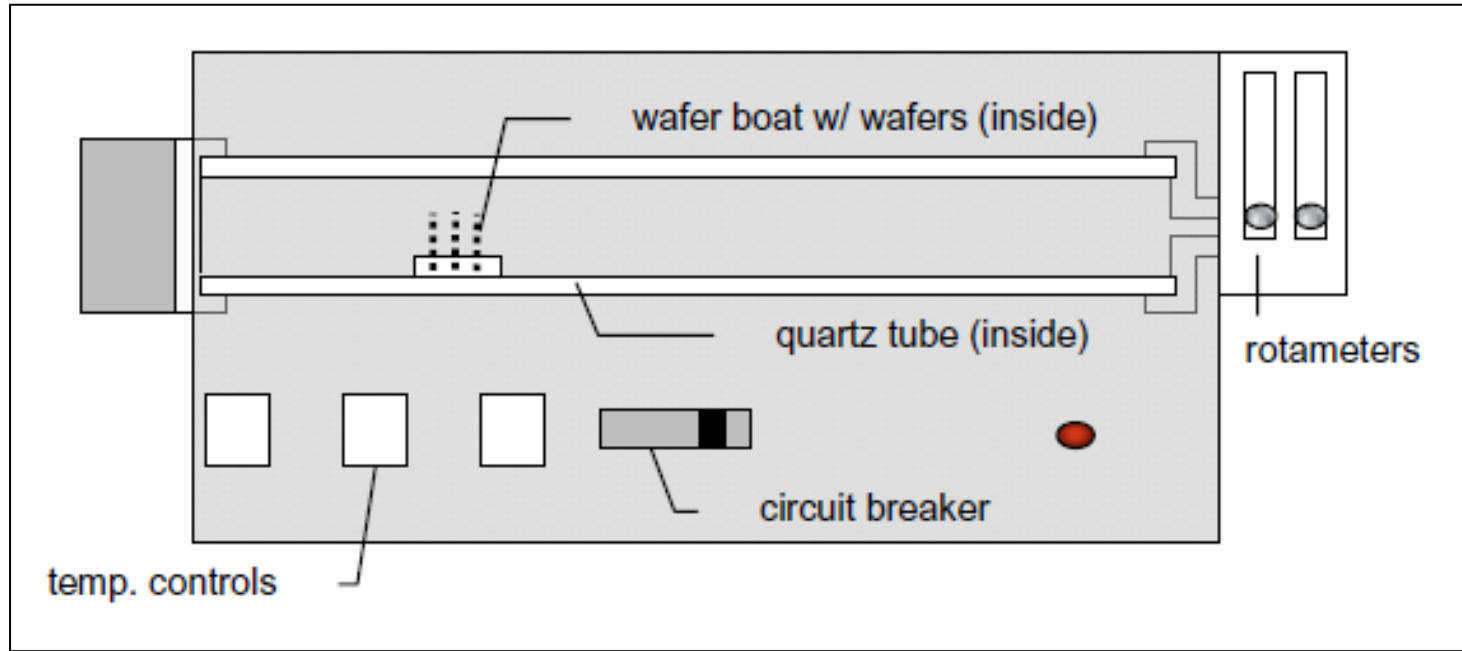 wafer boat w/ wafers (inside)
quartz tube (inside)
rotameters
circuit breaker
temp. controls